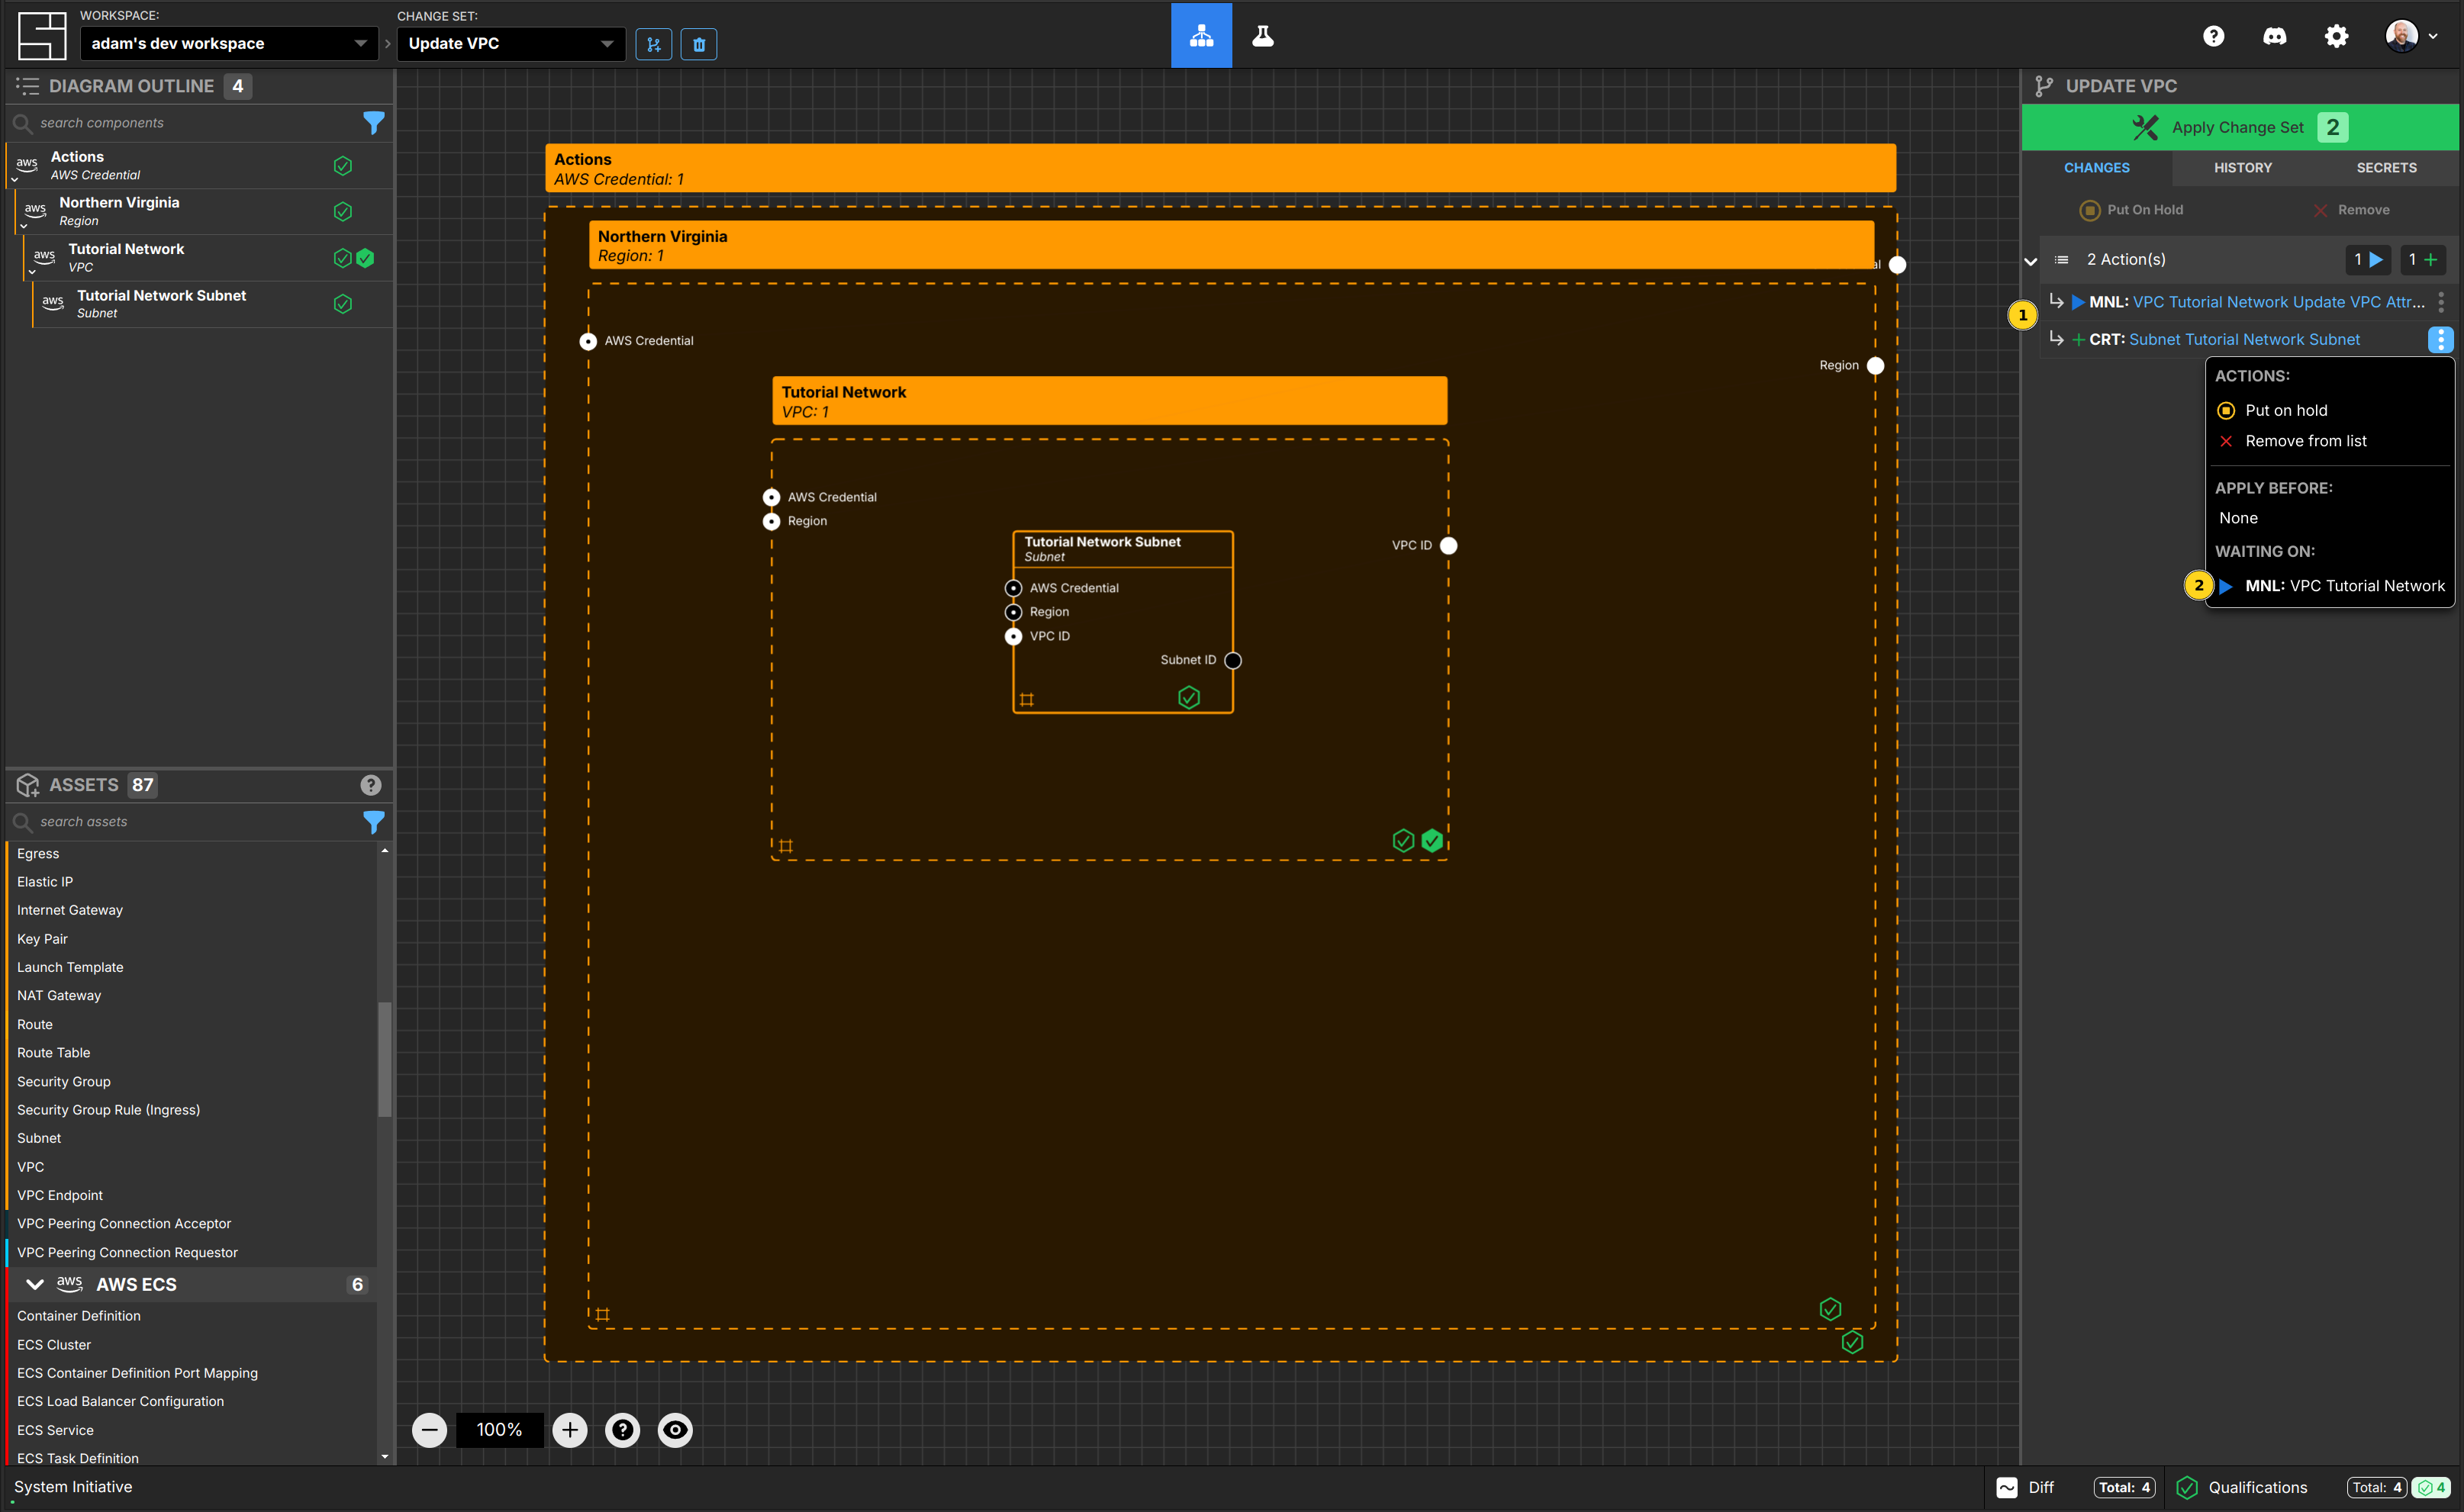 WORKSPACE:
adam's dev workspace
CHANGE SET:
Update VPC
DIAGRAM OUTLINE 4
search components
aws
Actions
AWS Credential
aws
Northern Virginia
Region
aws
Tutorial Network
VPC
aws
Tutorial Network Subnet
Subnet
ASSETS 87
search assets
Egress
Elastic IP
Internet Gateway
Key Pair
Launch Template
NAT Gateway
Route
Route Table
Security Group
Security Group Rule (Ingress)
Subnet
VPC
VPC Endpoint
VPC Peering Connection Acceptor
VPC Peering Connection Requestor
aws AWS ECS 6
Container Definition
ECS Cluster
ECS Container Definition Port Mapping
ECS Load Balancer Configuration
ECS Service
ECS Task Definition
Actions
AWS Credential: 1
Northern Virginia
Region: 1
al
AWS Credential
Region
Tutorial Network
VPC: 1
AWS Credential
Region
VPC ID
Tutorial Network Subnet
Subnet
AWS Credential
Region
VPC ID
Subnet ID
100%
UPDATE VPC
Apply Change Set 2
CHANGES HISTORY SECRETS
Put On Hold Remove
2 Action(s) 1 1 +
MNL: VPC Tutorial Network Update VPC Attr...
1
+ CRT: Subnet Tutorial Network Subnet
ACTIONS:
Put on hold
Remove from list
APPLY BEFORE:
None
WAITING ON:
2 MNL: VPC Tutorial Network
System Initiative
Diff Total: 4 Qualifications Total: 4 4